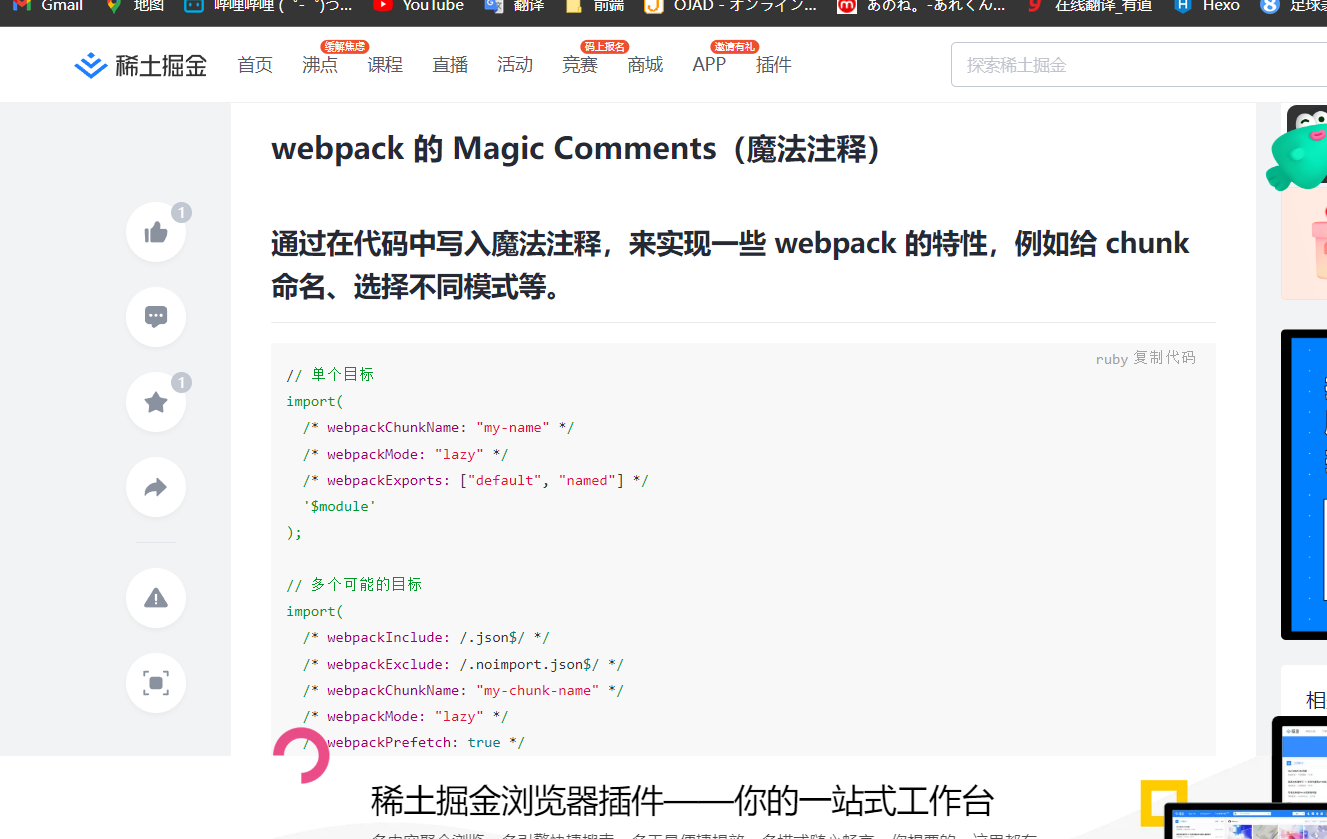 Gmail 地图 哔哩哔哩 (゜-゜)つ... YouTube 翻译 前端 OJAD - オンライン... あのね。-あれくん... 在线翻译_有道 Hexo
稀土掘金 首页 沸点 缓解焦虑 课程 直播 活动 竞赛 码上报名 商城 APP 邀请有礼 插件 探索稀土掘金
webpack 的 Magic Comments（魔法注释）
通过在代码中写入魔法注释，来实现一些 webpack 的特性，例如给 chunk
命名、选择不同模式等。
1
1
ruby 复制代码
// 单个目标
import(
/* webpackChunkName: "my-name" */
/* webpackMode: "lazy" */
/* webpackExports: ["default", "named"] */
'$module'
);
// 多个可能的目标
import(
/* webpackInclude: /.json$/ */
/* webpackExclude: /.noimport.json$/ */
/* webpackChunkName: "my-chunk-name" */
/* webpackMode: "lazy" */
webpackPrefetch: true */
相
稀土掘金浏览器插件——你的一站式工作台